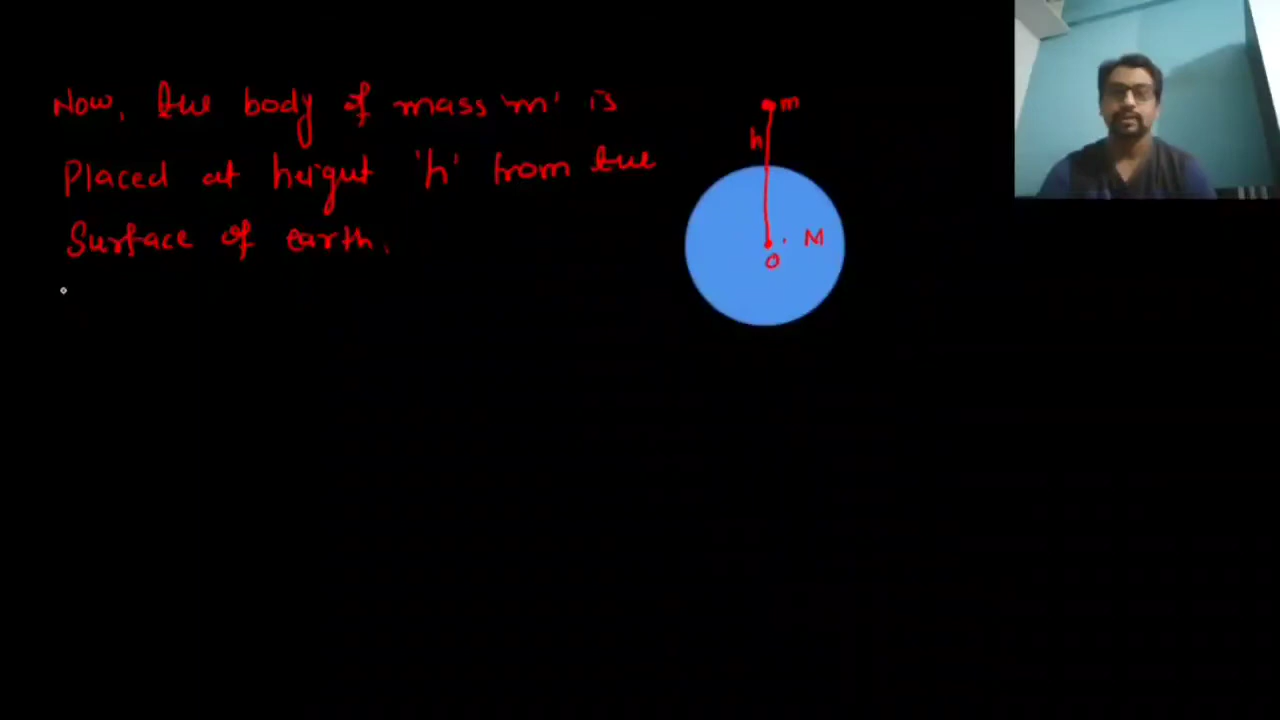 Now, the body of mass 'm' is
Placed at height 'h' from the
Surface of earth.
m
h
M
O